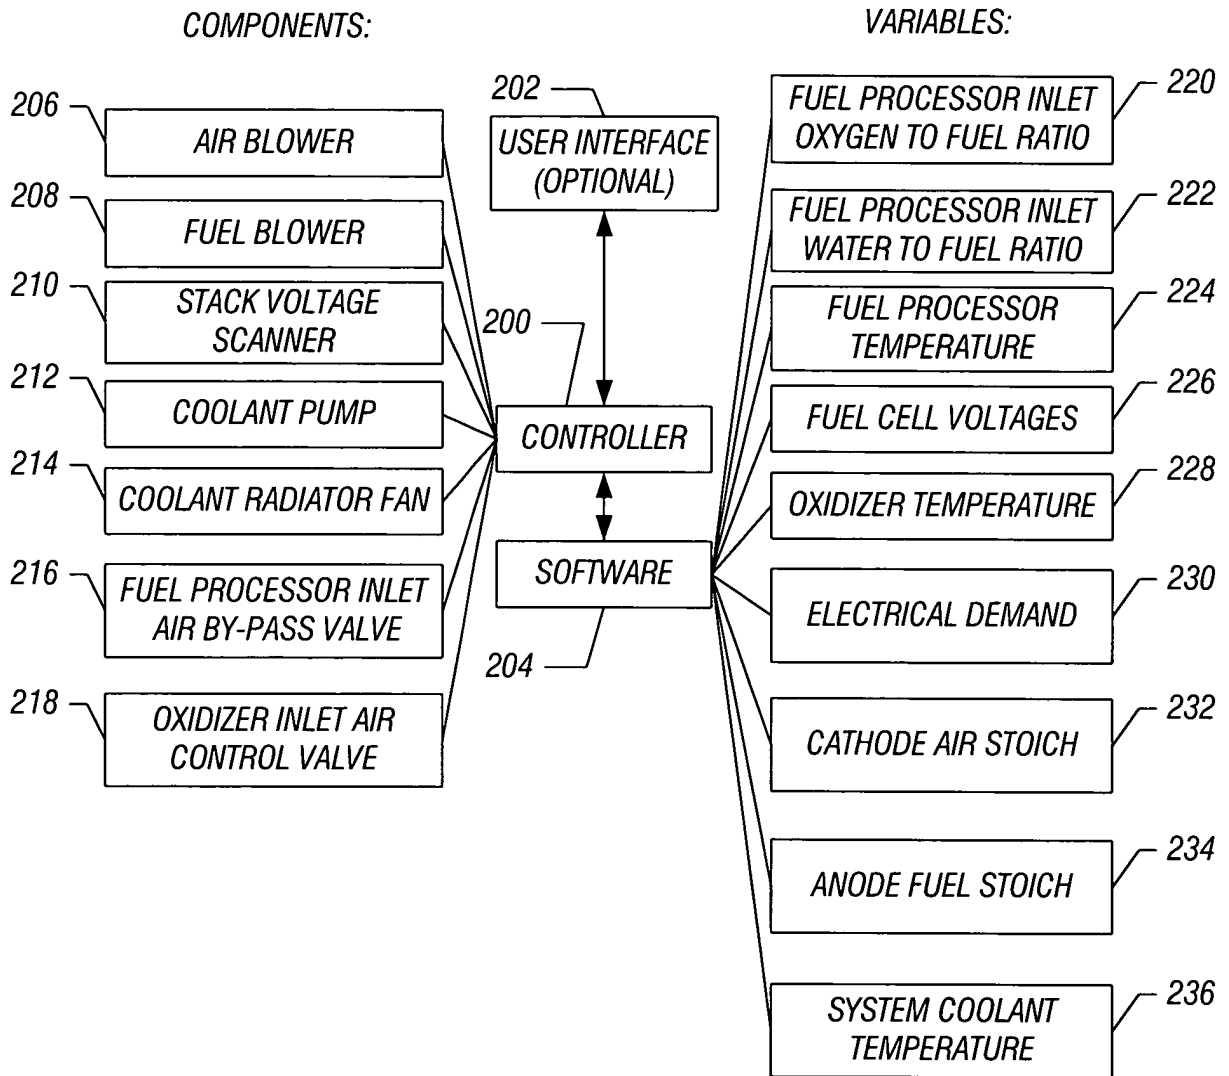 COMPONENTS:
206
AIR BLOWER
208
FUEL BLOWER
210
STACK VOLTAGE
SCANNER
212
COOLANT PUMP
214
COOLANT RADIATOR FAN
216
FUEL PROCESSOR INLET
AIR BY-PASS VALVE
218
OXIDIZER INLET AIR
CONTROL VALVE
202
USER INTERFACE
(OPTIONAL)
200
CONTROLLER
SOFTWARE
204
VARIABLES:
220
FUEL PROCESSOR INLET
OXYGEN TO FUEL RATIO
222
FUEL PROCESSOR INLET
WATER TO FUEL RATIO
224
FUEL PROCESSOR
TEMPERATURE
226
FUEL CELL VOLTAGES
228
OXIDIZER TEMPERATURE
230
ELECTRICAL DEMAND
232
CATHODE AIR STOICH
234
ANODE FUEL STOICH
236
SYSTEM COOLANT
TEMPERATURE